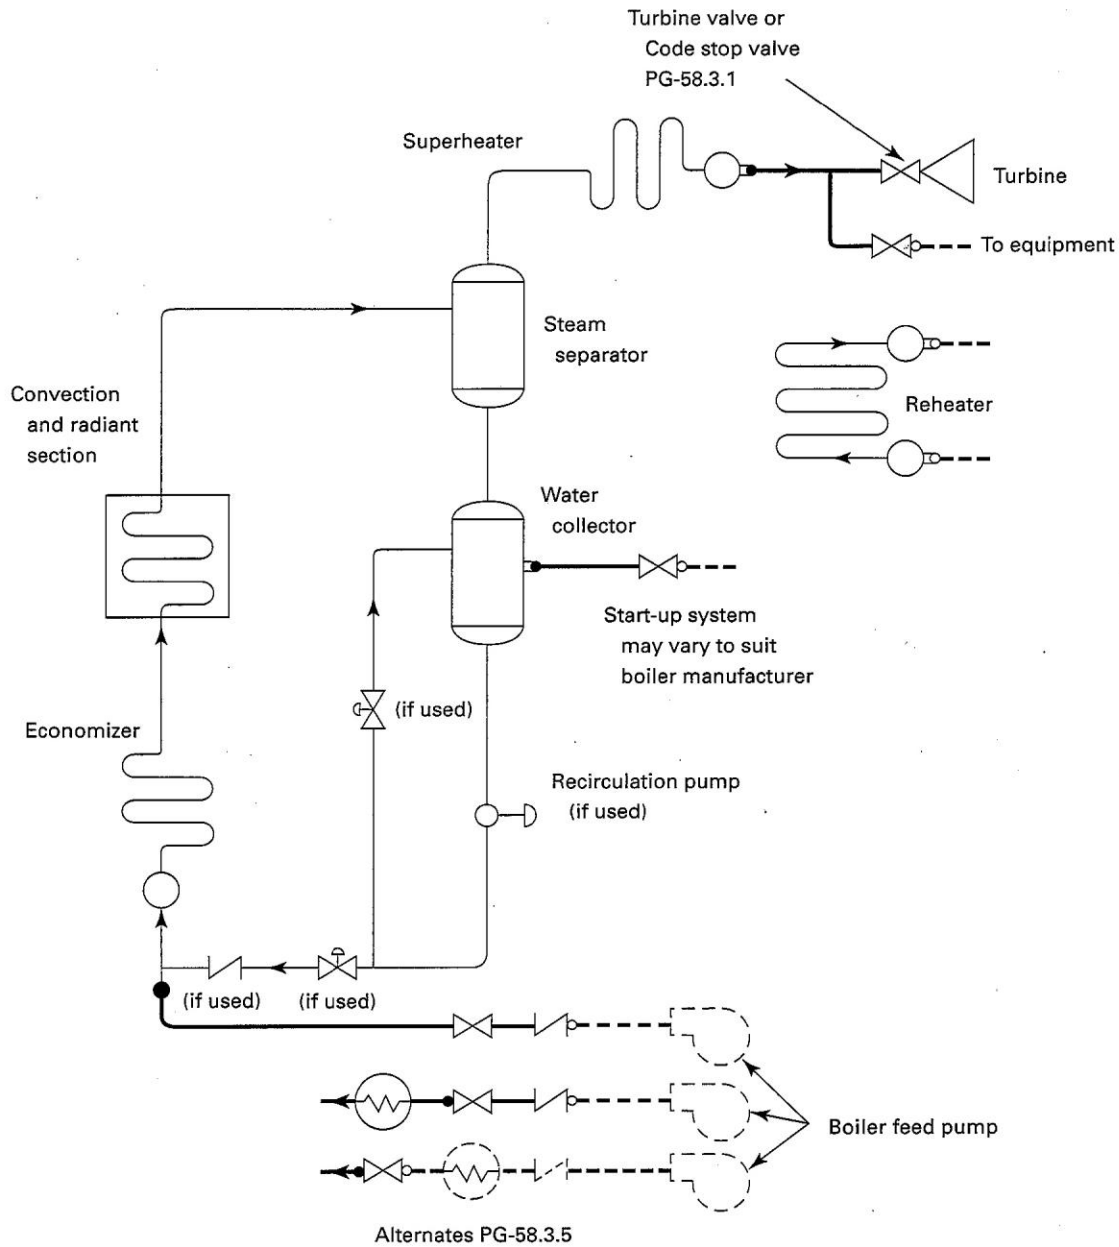 Turbine valve or
Code stop valve
PG-58.3.1
Superheater
Turbine
To equipment
Steam
separator
Convection
and radiant
section
Reheater
Water
collector
Start-up system
may vary to suit
boiler manufacturer
(if used)
Economizer
Recirculation pump
(if used)
(if used)
(if used)
Boiler feed pump
Alternates PG-58.3.5